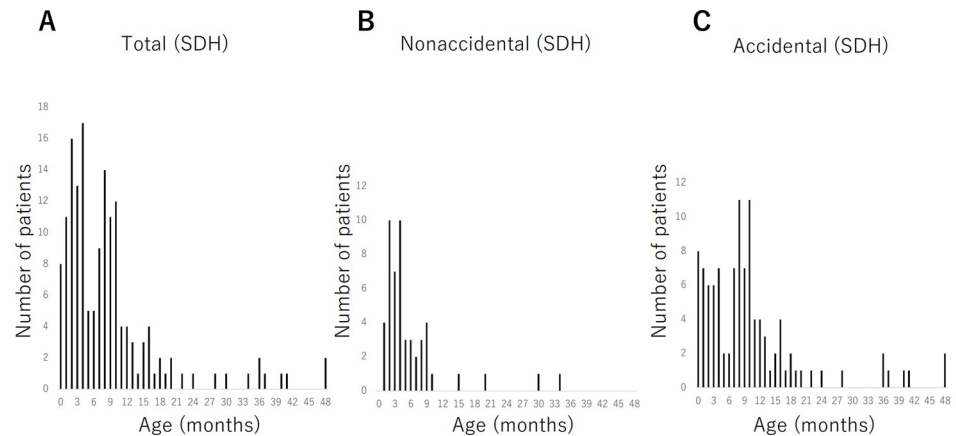 A
Total (SDH)
Number of patients
18
16
14
12
10
8
6
4
2
0
0 3 6 9 12 15 18 21 24 27 30 33 36 39 42 45 48
Age (months)
B
Nonaccidental (SDH)
Number of patients
12
10
8
6
4
2
0
0 3 6 9 12 15 18 21 24 27 30 33 36 39 42 45 48
Age (months)
C
Accidental (SDH)
Number of patients
12
10
8
6
4
2
0
0 3 6 9 12 15 18 21 24 27 30 33 36 39 42 45 48
Age (months)